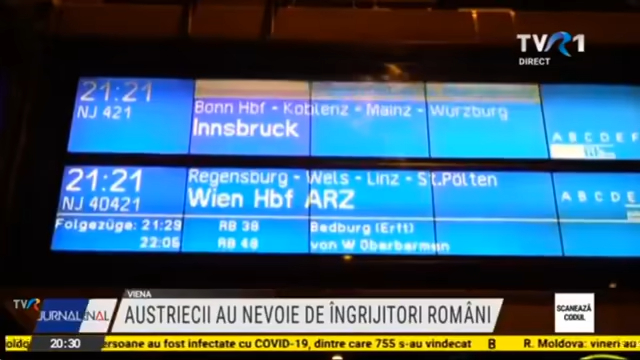 TVR1
DIRECT
21:21
NJ 421
Bonn Hbf - Koblenz - Mainz - Würzburg
Innsbruck
A B C D E F
21:21
NJ 40421
Regensburg - Wels - Linz - St.Pölten
Wien Hbf ARZ
A B C D E
Folgezüge: 21:29 RB 38 Bedburg (Erft)
22:05 RB 48 von W Oberbarmen
VIENA
TVR JURNAL
AUSTRIECII AU NEVOIE DE ÎNGRIJITORI ROMÂNI
SCANEAZĂ
CODUL
20:30 ersoane au fost infectate cu COVID-19, dintre care 755 s-au vindecat B R. Moldova: vineri au